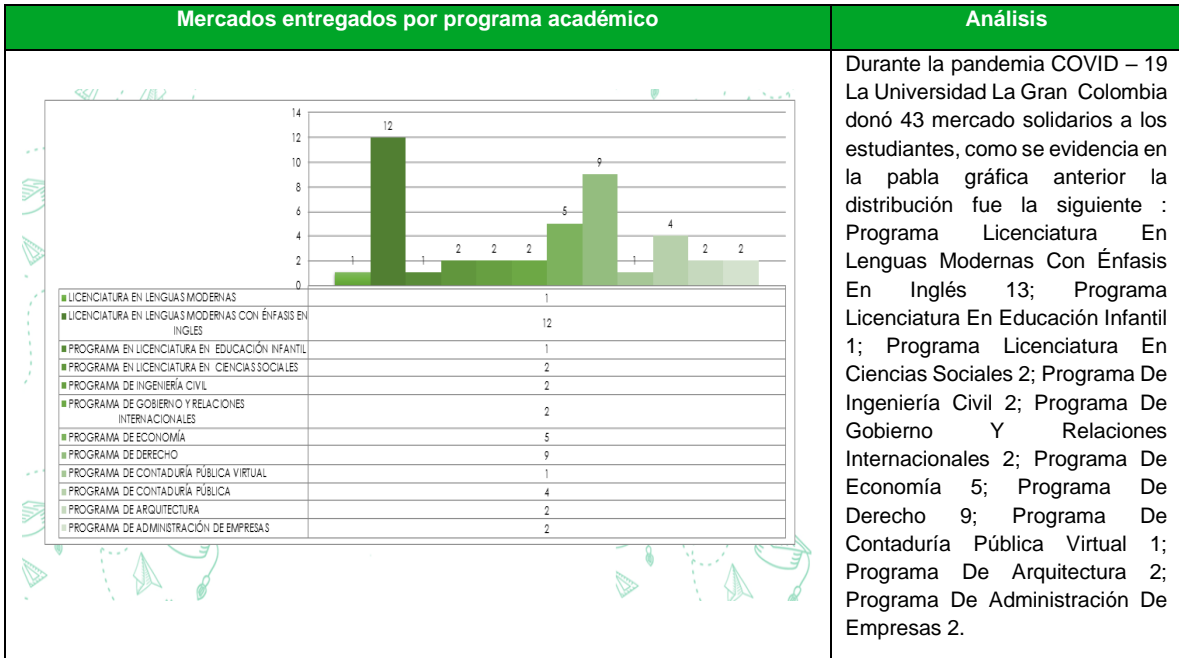 Mercados entregados por programa académico
Análisis
14
12
10
8
6
4
2
0
1
12
1
2
2
2
5
9
1
4
2
2
LICENCIATURA EN LENGUAS MODERNAS 1
LICENCIATURA EN LENGUAS MODERNAS CON ÉNFASIS EN
INGLES 12
PROGRAMA EN LICENCIATURA EN EDUCACIÓN INFANTIL 1
PROGRAMA EN LICENCIATURA EN CIENCIAS SOCIALES 2
PROGRAMA DE INGENIERÍA CIVIL 2
PROGRAMA DE GOBIERNO Y RELACIONES
INTERNACIONALES 2
PROGRAMA DE ECONOMÍA 5
PROGRAMA DE DERECHO 9
PROGRAMA DE CONTADURÍA PÚBLICA VIRTUAL 1
PROGRAMA DE CONTADURÍA PÚBLICA 4
PROGRAMA DE ARQUITECTURA 2
PROGRAMA DE ADMINISTRACIÓN DE EMPRESAS 2
Durante la pandemia COVID – 19
La Universidad La Gran Colombia
donó 43 mercado solidarios a los
estudiantes, como se evidencia en
la pabla gráfica anterior la
distribución fue la siguiente :
Programa Licenciatura En
Lenguas Modernas Con Énfasis
En Inglés 13; Programa
Licenciatura En Educación Infantil
1; Programa Licenciatura En
Ciencias Sociales 2; Programa De
Ingeniería Civil 2; Programa De
Gobierno Y Relaciones
Internacionales 2; Programa De
Economía 5; Programa De
Derecho 9; Programa De
Contaduría Pública Virtual 1;
Programa De Arquitectura 2;
Programa De Administración De
Empresas 2.